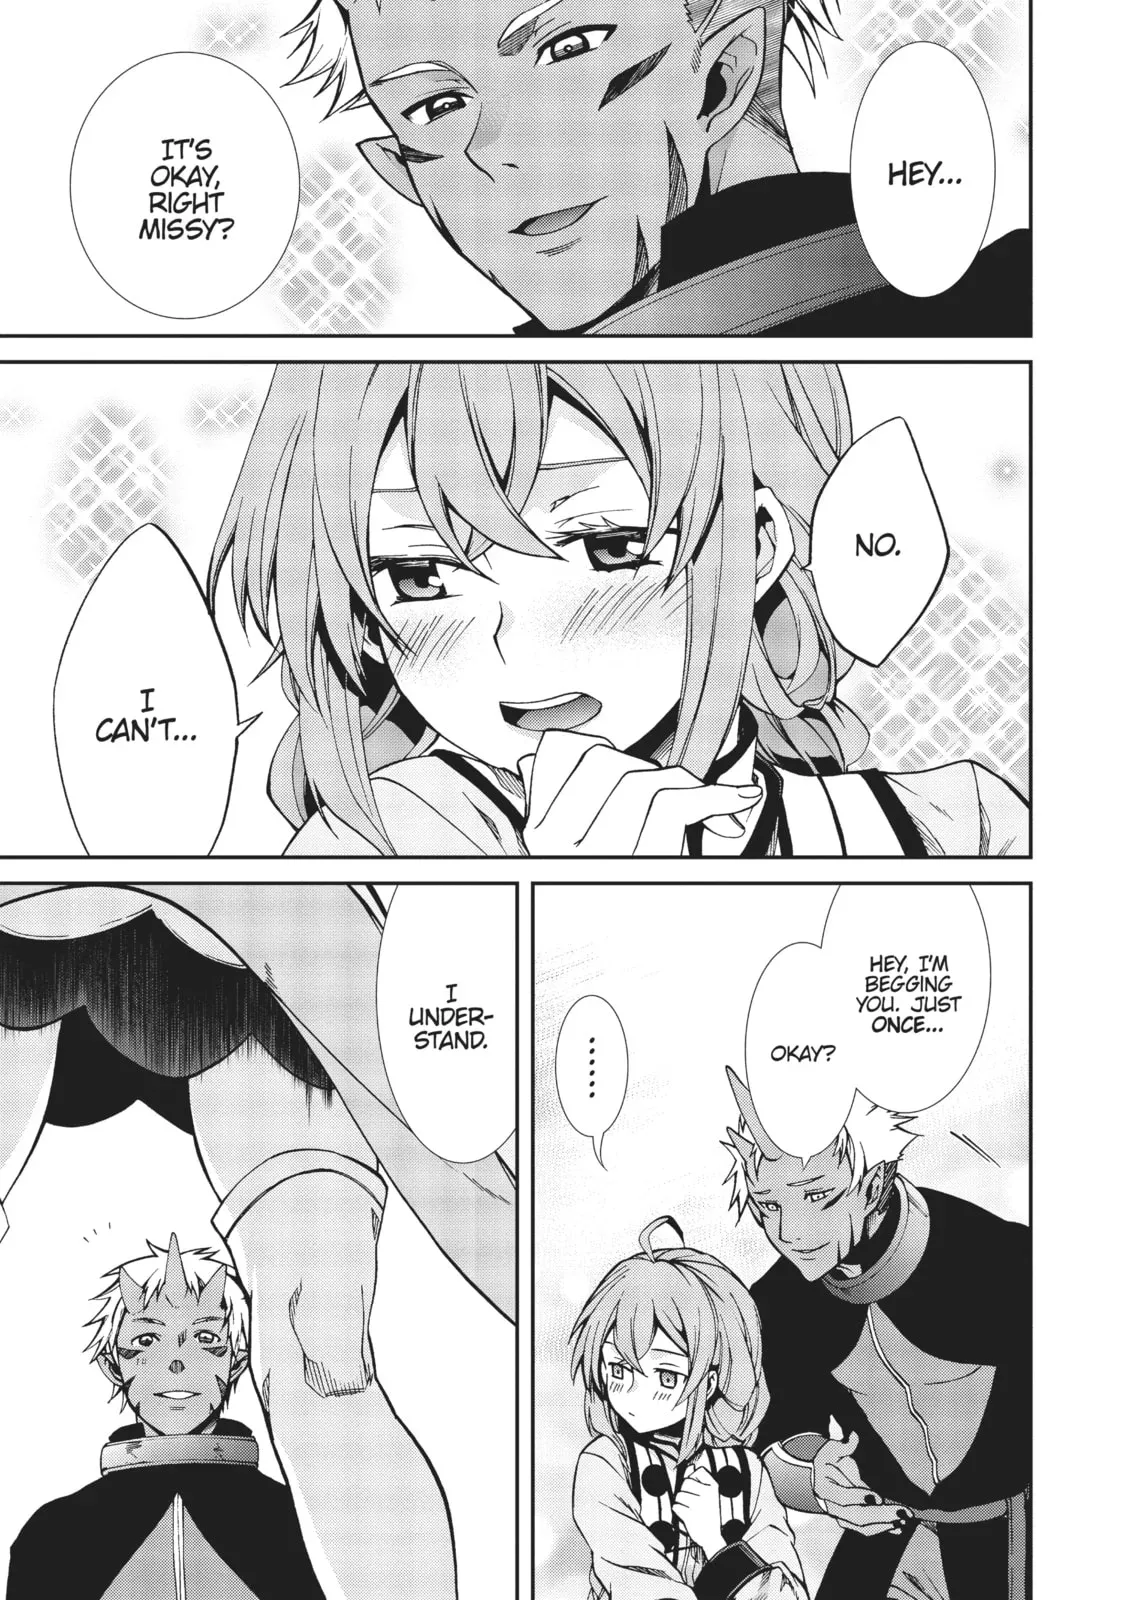 HEY...
IT'S
OKAY,
RIGHT
MISSY?
NO.
I
CAN'T...
HEY, I'M
BEGGING
YOU. JUST
ONCE...
OKAY?
......
I
UNDER-
STAND.